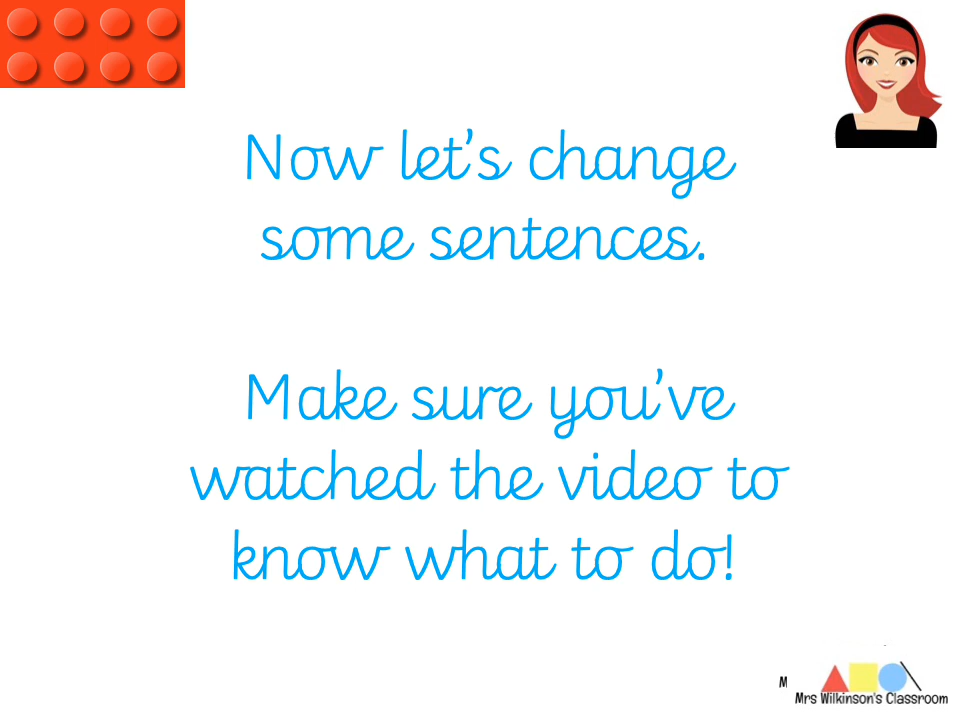 Now let's change
some sentences.
Make sure you've
watched the video to
know what to do!
M
Mrs Wilkinson's Classroom